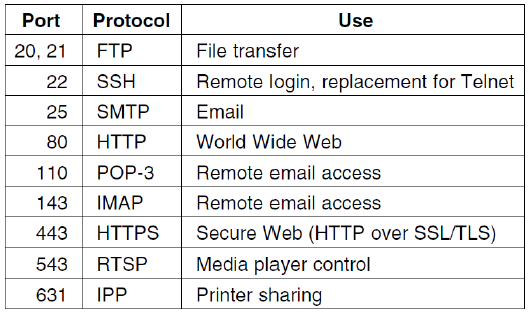 Port Protocol Use
20, 21 FTP File transfer
22 SSH Remote login, replacement for Telnet
25 SMTP Email
80 HTTP World Wide Web
110 POP-3 Remote email access
143 IMAP Remote email access
443 HTTPS Secure Web (HTTP over SSL/TLS)
543 RTSP Media player control
631 IPP Printer sharing